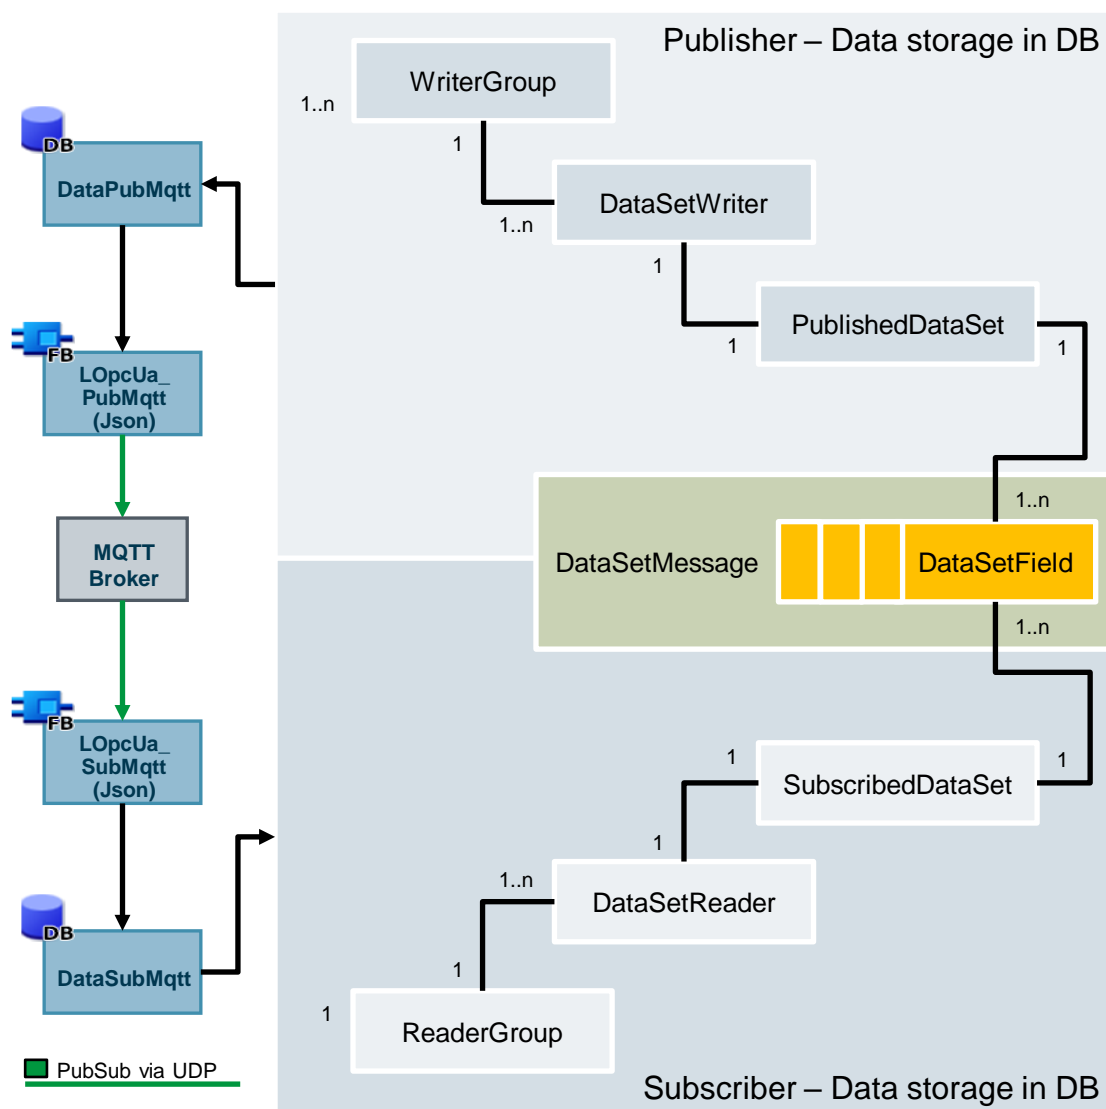 Publisher – Data storage in DB
WriterGroup
1..n
1
DB
DataPubMqtt
DataSetWriter
1..n
1
PublishedDataSet
1
1
FB
LOpcUa_
PubMqtt
(Json)
1..n
MQTT
Broker
DataSetMessage
DataSetField
1..n
FB
LOpcUa_
SubMqtt
(Json)
1
1
SubscribedDataSet
1
1..n
DataSetReader
DB
DataSubMqtt
1
1
ReaderGroup
PubSub via UDP
Subscriber – Data storage in DB